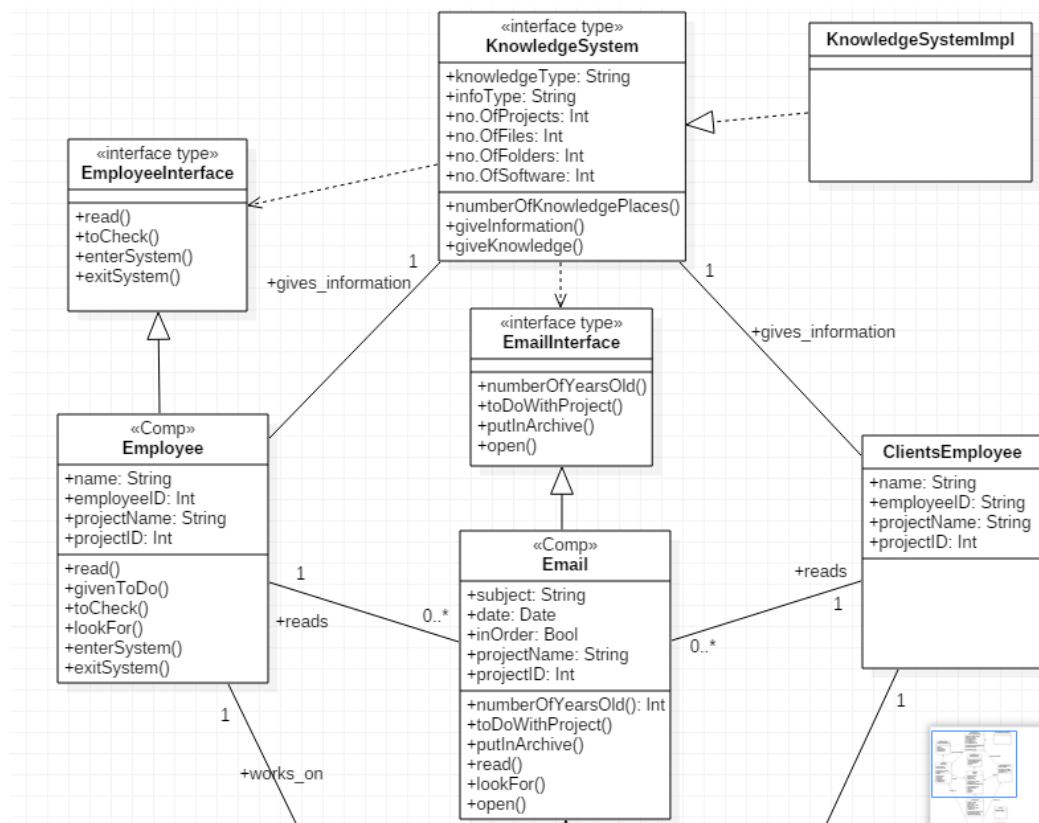 «interface type»
KnowledgeSystem
+knowledgeType: String
+infoType: String
+no.OfProjects: Int
+no.OfFiles: Int
+no.OfFolders: Int
+no.OfSoftware: Int
+numberOfKnowledgePlaces()
+giveInformation()
+giveKnowledge()
KnowledgeSystemImpl
«interface type»
EmployeeInterface
+read()
+toCheck()
+enterSystem()
+exitSystem()
1
+gives_information
1
+gives_information
«interface type»
EmailInterface
+numberOfYearsOld()
+toDoWithProject()
+putInArchive()
+open()
«Comp»
Employee
+name: String
+employeeID: Int
+projectName: String
+projectID: Int
+read()
+givenToDo()
+toCheck()
+lookFor()
+enterSystem()
+exitSystem()
1
+reads
0..*
«Comp»
Email
+subject: String
+date: Date
+inOrder: Bool
+projectName: String
+projectID: Int
+numberOfYearsOld(): Int
+toDoWithProject()
+putInArchive()
+read()
+lookFor()
+open()
ClientsEmployee
+name: String
+employeeID: String
+projectName: String
+projectID: Int
+reads
1
0..*
1
+works_on
1